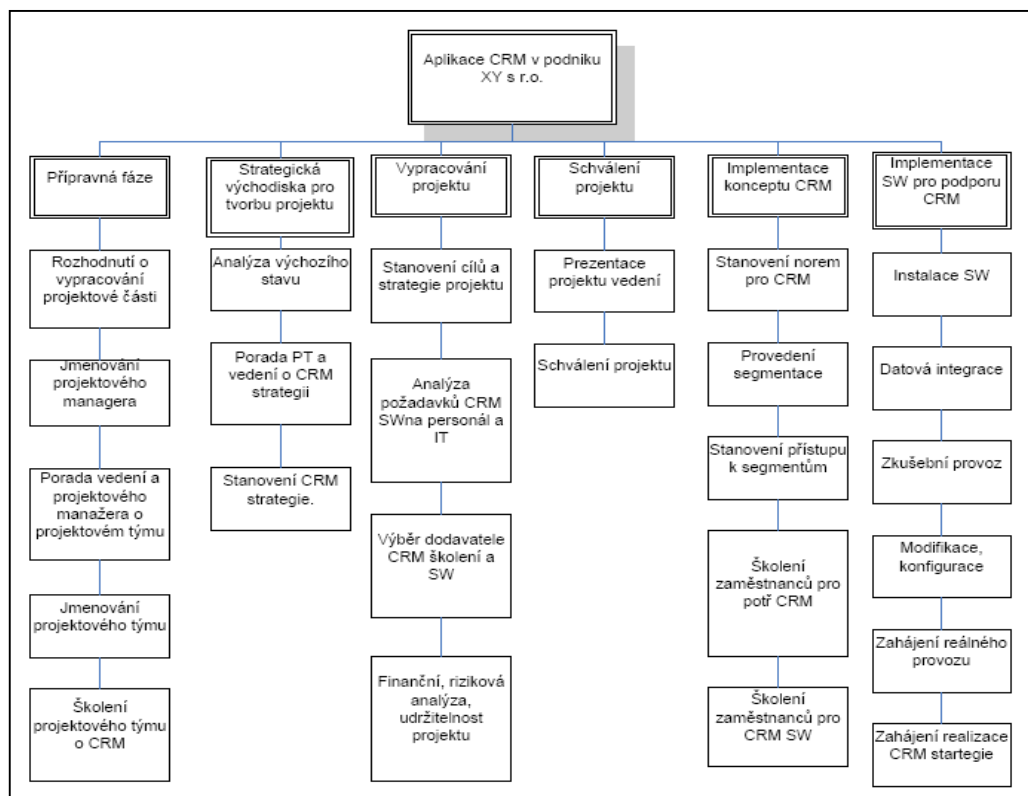 Aplikace CRM v podniku
XY s r.o.
Přípravná fáze
Rozhodnutí o
vypracování
projektové části
Jmenování
projektového
managera
Porada vedení a
projektového
manažera o
projektovém týmu
Jmenování
projektového týmu
Školení
projektového týmu
o CRM
Strategická
východiska pro
tvorbu projektu
Analýza výchozího
stavu
Porada PT a
vedení o CRM
strategii
Stanovení CRM
strategie.
Vypracování
projektu
Stanovení cílů a
strategie projektu
Analýza
požadavků CRM
SWna personál a
IT
Výběr dodavatele
CRM školení a
SW
Finanční, riziková
analýza,
udržitelnost
projektu
Schválení
projektu
Prezentace
projektu vedení
Schválení projektu
Implementace
konceptu CRM
Stanovení norem
pro CRM
Provedení
segmentace
Stanovení přístupu
k segmentům
Školení
zaměstnanců pro
potř CRM
Školení
zaměstnanců pro
CRM SW
Implementace
SW pro podporu
CRM
Instalace SW
Datová integrace
Zkušební provoz
Modifikace,
konfigurace
Zahájení reálného
provozu
Zahájení realizace
CRM startegie